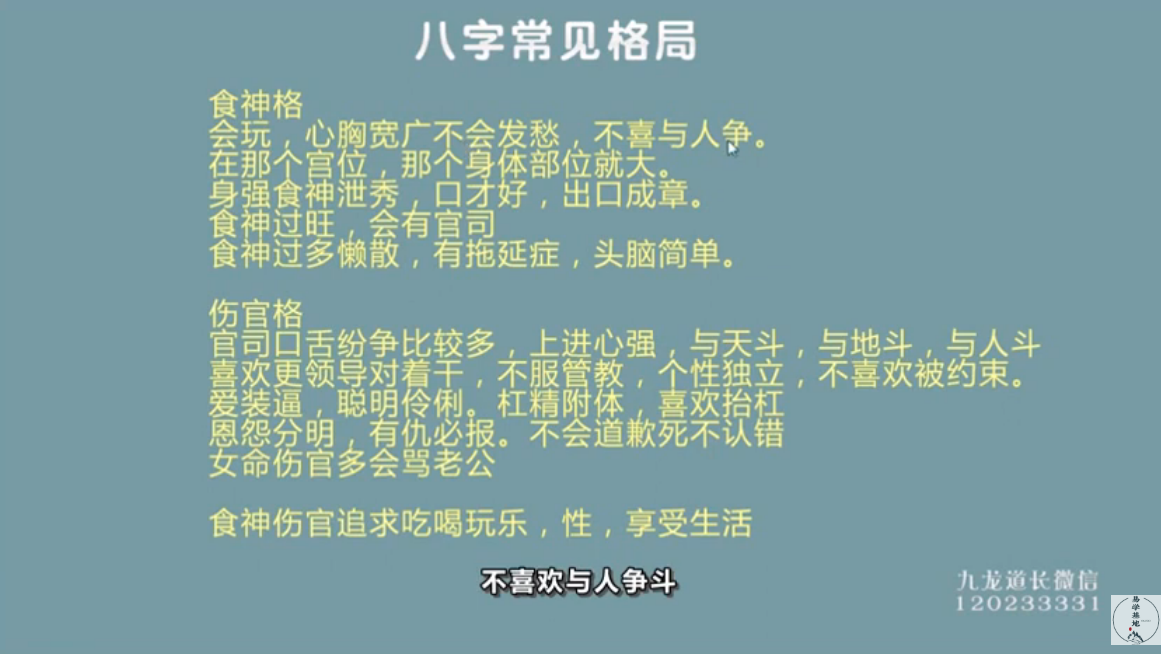 八字常见格局
食神格
会玩，心胸宽广不会发愁，不喜与人争。
在那个宫位，那个身体部位就大。
身强食神泄秀，口才好，出口成章。
食神过旺，会有官司
食神过多懒散，有拖延症，头脑简单。
伤官格
官司口舌纷争比较多，上进心强，与天斗，与地斗，与人斗
喜欢更领导对着干，不服管教，个性独立，不喜欢被约束。
爱装逼，聪明伶俐。杠精附体，喜欢抬杠
恩怨分明，有仇必报。不会道歉死不认错
女命伤官多会骂老公
食神伤官追求吃喝玩乐，性，享受生活
不喜欢与人争斗
九龙道长微信
120233331
易学基地